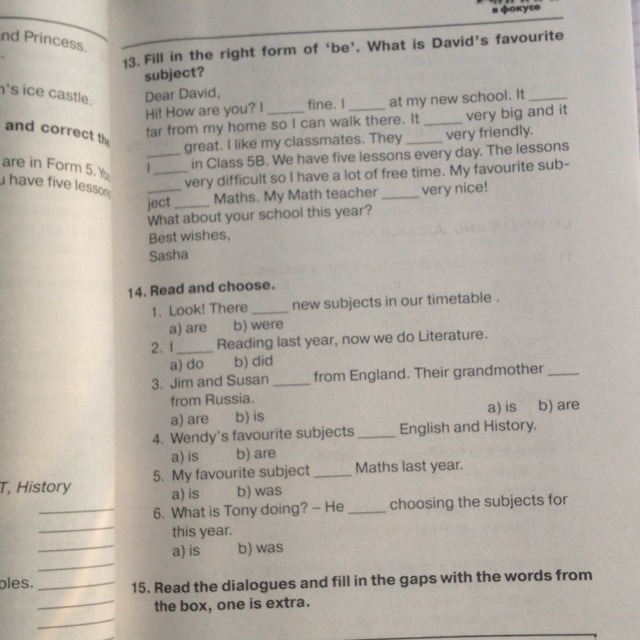 в фокусе
nd Princess.
's ice castle.
and correct th
are in Form 5. You
u have five lesson
T, History
ples.
13. Fill in the right form of 'be'. What is David's favourite
subject?
Dear David,
Hi! How are you? I _____ fine. I _____ at my new school. It _____
far from my home so I can walk there. It _____ very big and it
_____ great. I like my classmates. They _____ very friendly.
I _____ in Class 5B. We have five lessons every day. The lessons
_____ very difficult so I have a lot of free time. My favourite sub-
ject _____ Maths. My Math teacher _____ very nice!
What about your school this year?
Best wishes,
Sasha
14. Read and choose.
1. Look! There _____ new subjects in our timetable .
a) are b) were
2. I _____ Reading last year, now we do Literature.
a) do b) did
3. Jim and Susan _____ from England. Their grandmother _____
from Russia.
a) are b) is a) is b) are
4. Wendy's favourite subjects _____ English and History.
a) is b) are
5. My favourite subject _____ Maths last year.
a) is b) was
6. What is Tony doing? – He _____ choosing the subjects for
this year.
a) is b) was
15. Read the dialogues and fill in the gaps with the words from
the box, one is extra.